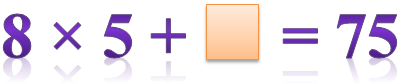 8 × 5 + □ = 75